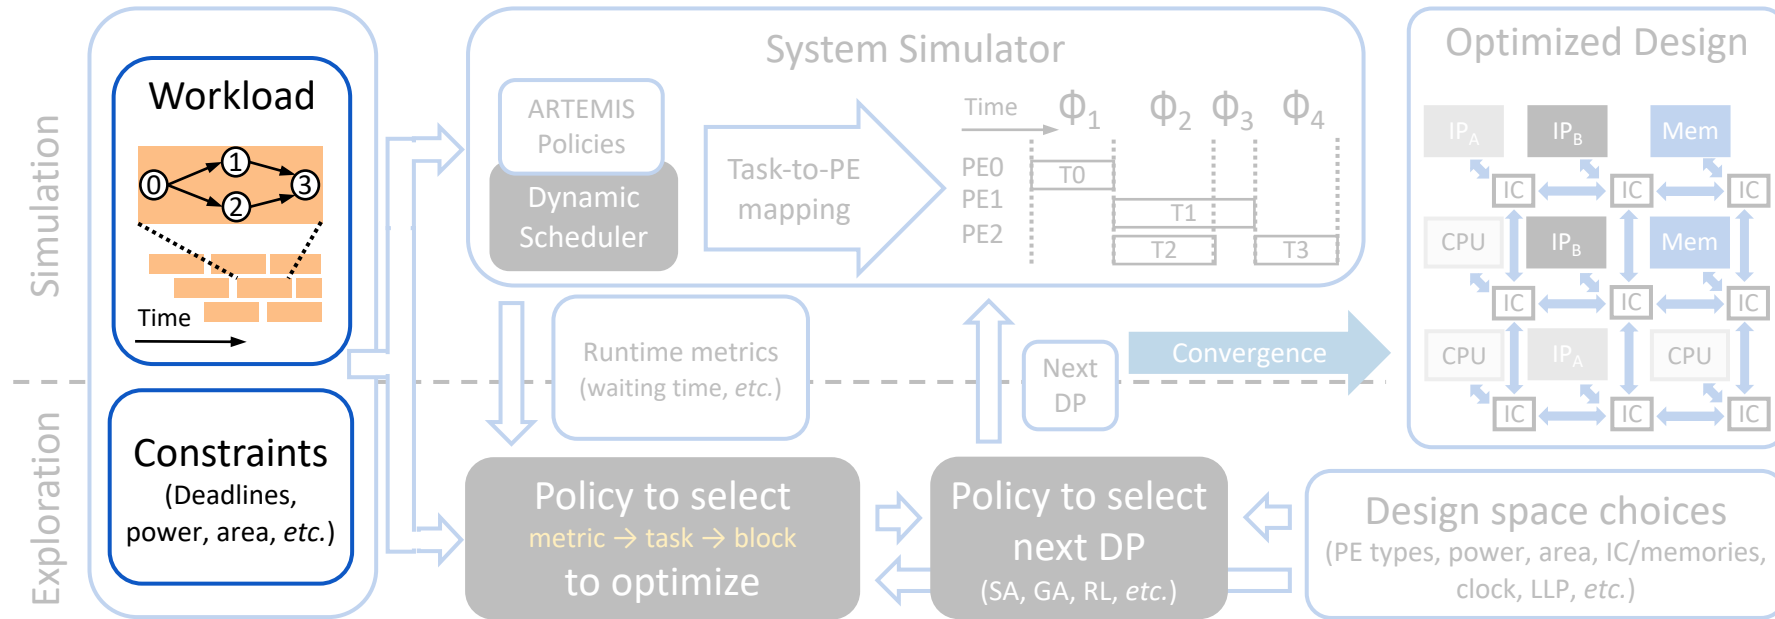 Simulation
Exploration
Workload
0
1
2
3
Time
Constraints
(Deadlines,
power, area, etc.)
System Simulator
ARTEMIS
Policies
Dynamic
Scheduler
Task-to-PE
mapping
Time
Φ1 Φ2 Φ3 Φ4
PE0
PE1
PE2
T0
T1
T2
T3
Runtime metrics
(waiting time, etc.)
Next
DP
Convergence
Policy to select
metric → task → block
to optimize
Policy to select
next DP
(SA, GA, RL, etc.)
Design space choices
(PE types, power, area, IC/memories,
clock, LLP, etc.)
Optimized Design
IPA IPB Mem
IC IC IC
CPU IPB Mem
IC IC IC
CPU IPA CPU
IC IC IC